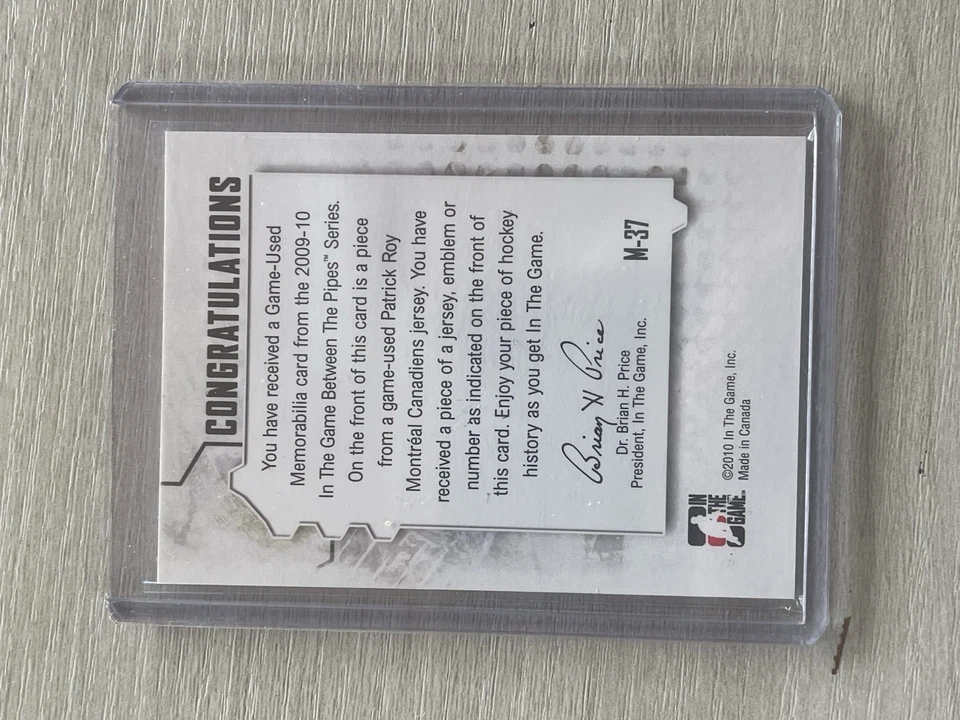 CONGRATULATIONS
You have received a Game-Used
Memorabilia card from the 2009-10
In The Game Between The Pipes™ Series.
On the front of this card is a piece
from a game-used Patrick Roy
Montréal Canadiens jersey. You have
received a piece of a jersey, emblem or
number as indicated on the front of
this card. Enjoy your piece of hockey
history as you get In The Game.
Brian H Price
Dr. Brian H. Price
President, In The Game, Inc.
M-37
IN
THE
GAME
©2010 In The Game, Inc.
Made in Canada